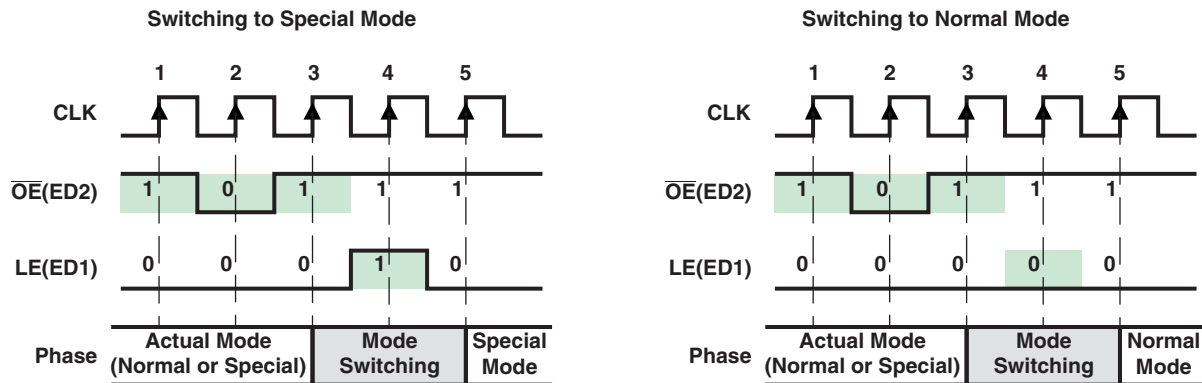 Switching to Special Mode
1 2 3 4 5
CLK
OE(ED2) 1 0 1 1 1
LE(ED1) 0 0 0 1 0
Phase
Actual Mode
(Normal or Special)
Mode
Switching
Special
Mode
Switching to Normal Mode
1 2 3 4 5
CLK
OE(ED2) 1 0 1 1 1
LE(ED1) 0 0 0 0 0
Phase
Actual Mode
(Normal or Special)
Mode
Switching
Normal
Mode